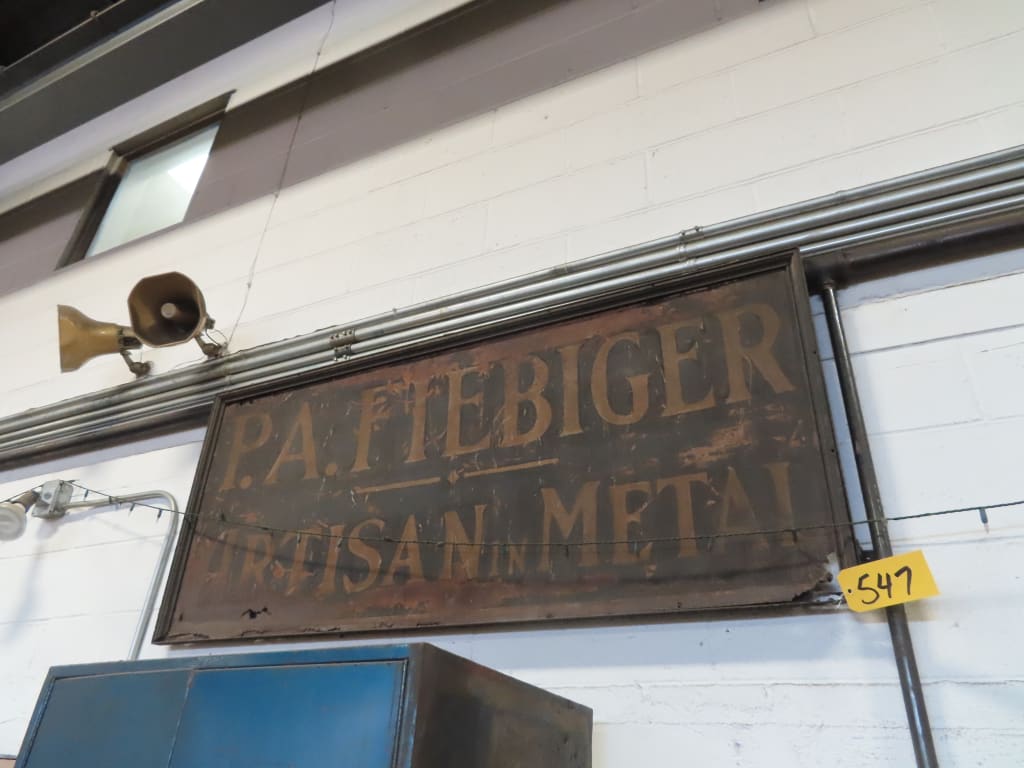 P.A. FIEBIGER
ARTISAN IN METAL
547